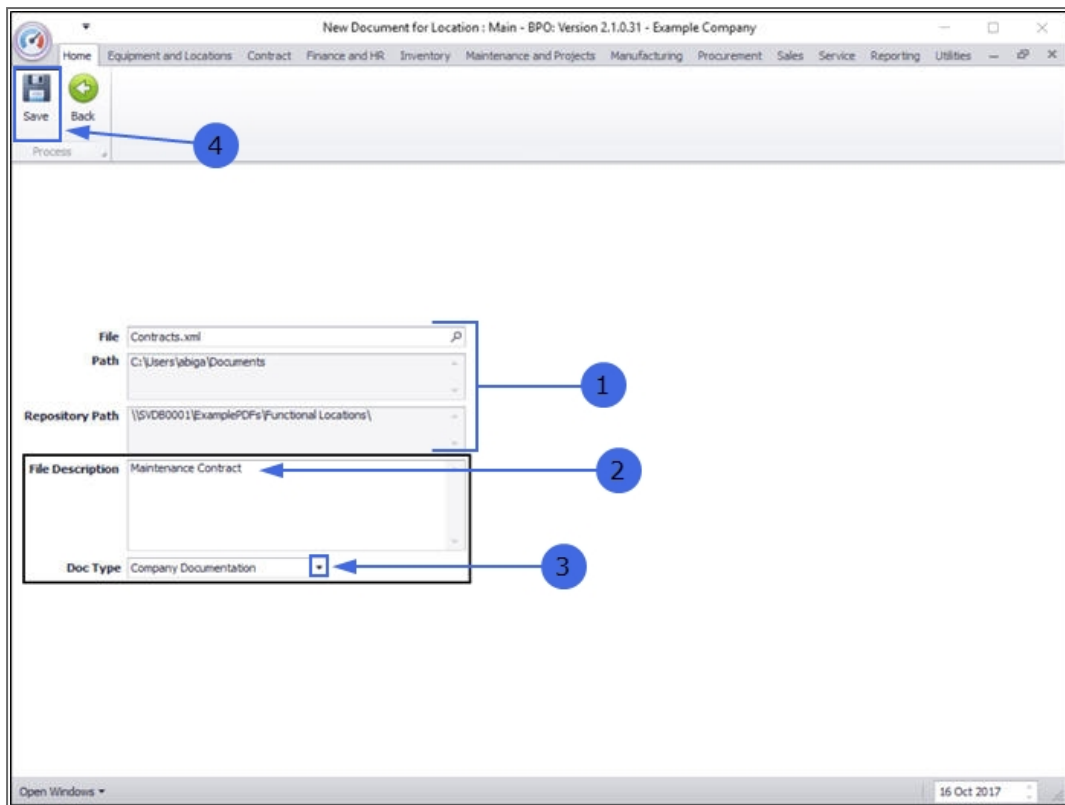 New Document for Location : Main - BPO: Version 2.1.0.31 - Example Company
Home Equipment and Locations Contract Finance and HR Inventory Maintenance and Projects Manufacturing Procurement Sales Service Reporting Utilities
Save Back
4
Process
File Contracts.xml
Path C:\Users\abiga\Documents
1
Repository Path \\SVDB0001\ExamplePDFs\Functional Locations\
File Description Maintenance Contract
2
Doc Type Company Documentation
3
Open Windows 16 Oct 2017